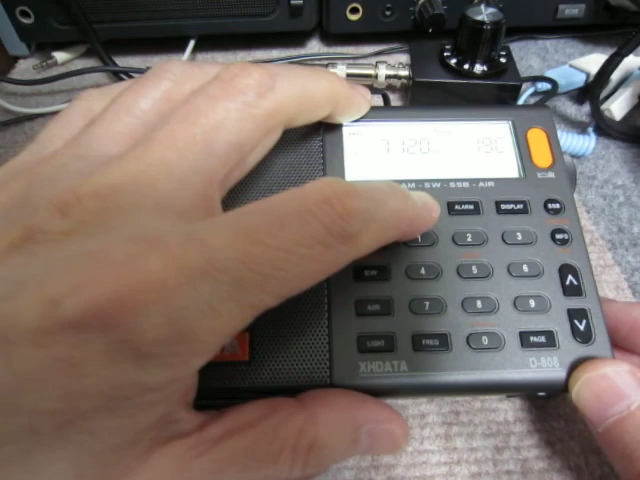 7120 19C
AM - SW - SSB - AIR
ALARM DISPLAY SSB
1 2 3 INFO
SW 4 5 6
AIR 7 8 9
LIGHT FREQ 0 PAGE
XHDATA D-808